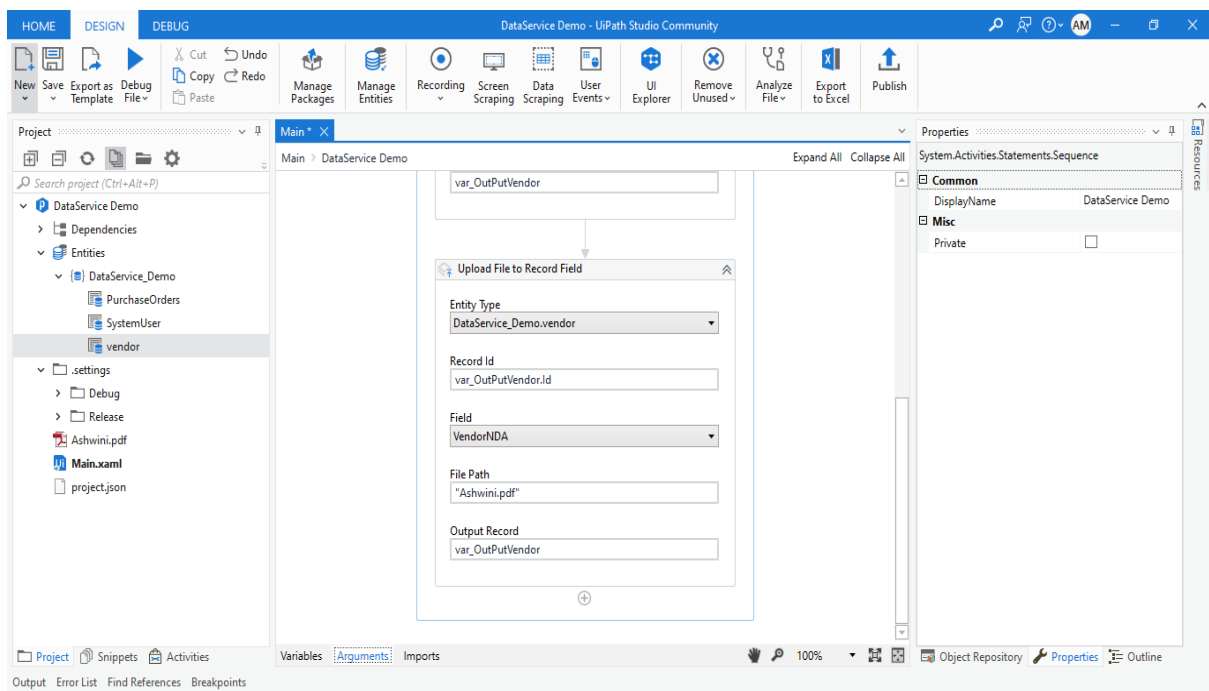 HOME DESIGN DEBUG DataService Demo - UiPath Studio Community AM
New Save Export as Template Debug File Cut Copy Paste Undo Redo Manage Packages Manage Entities Recording Screen Scraping Data Scraping User Events UI Explorer Remove Unused Analyze File Export to Excel Publish
Project
Search project (Ctrl+Alt+P)
DataService Demo
Dependencies
Entities
DataService_Demo
PurchaseOrders
SystemUser
vendor
.settings
Debug
Release
Ashwini.pdf
Main.xaml
project.json
Project Snippets Activities
Main *
Main > DataService Demo Expand All Collapse All
var_OutPutVendor
Upload File to Record Field
Entity Type
DataService_Demo.vendor
Record Id
var_OutPutVendor.Id
Field
VendorNDA
File Path
"Ashwini.pdf"
Output Record
var_OutPutVendor
Variables Arguments Imports 100%
Properties
System.Activities.Statements.Sequence
Common
DisplayName DataService Demo
Misc
Private
Object Repository Properties Outline
Resources
Output Error List Find References Breakpoints